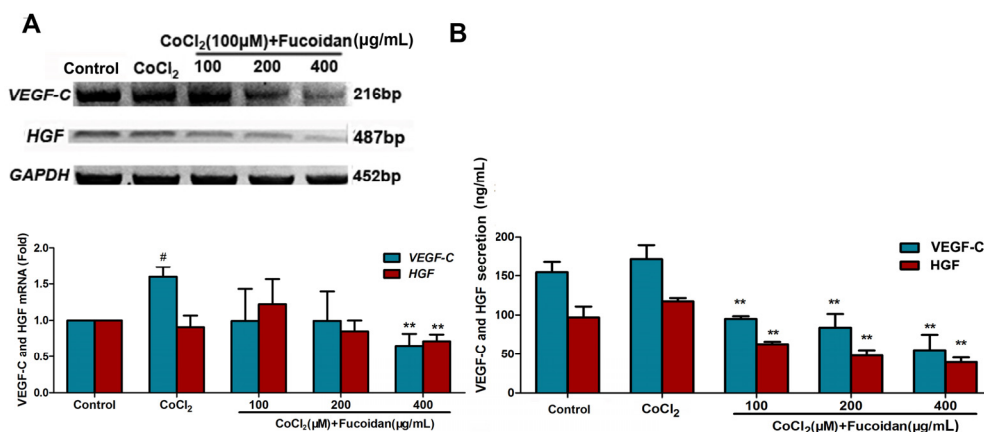 A
CoCl2(100μM)+Fucoidan(μg/mL)
Control CoCl2 100 200 400
VEGF-C 216bp
HGF 487bp
GAPDH 452bp
VEGF-C and HGF mRNA (Fold)
2.0
1.5
1.0
0.5
0.0
#
** **
VEGF-C
HGF
Control CoCl2 100 200 400
CoCl2(μM)+Fucoidan(μg/mL)
B
VEGF-C and HGF secretion (ng/mL)
200
150
100
50
0
** ** ** ** ** **
VEGF-C
HGF
Control CoCl2 100 200 400
CoCl2(μM)+Fucoidan(μg/mL)